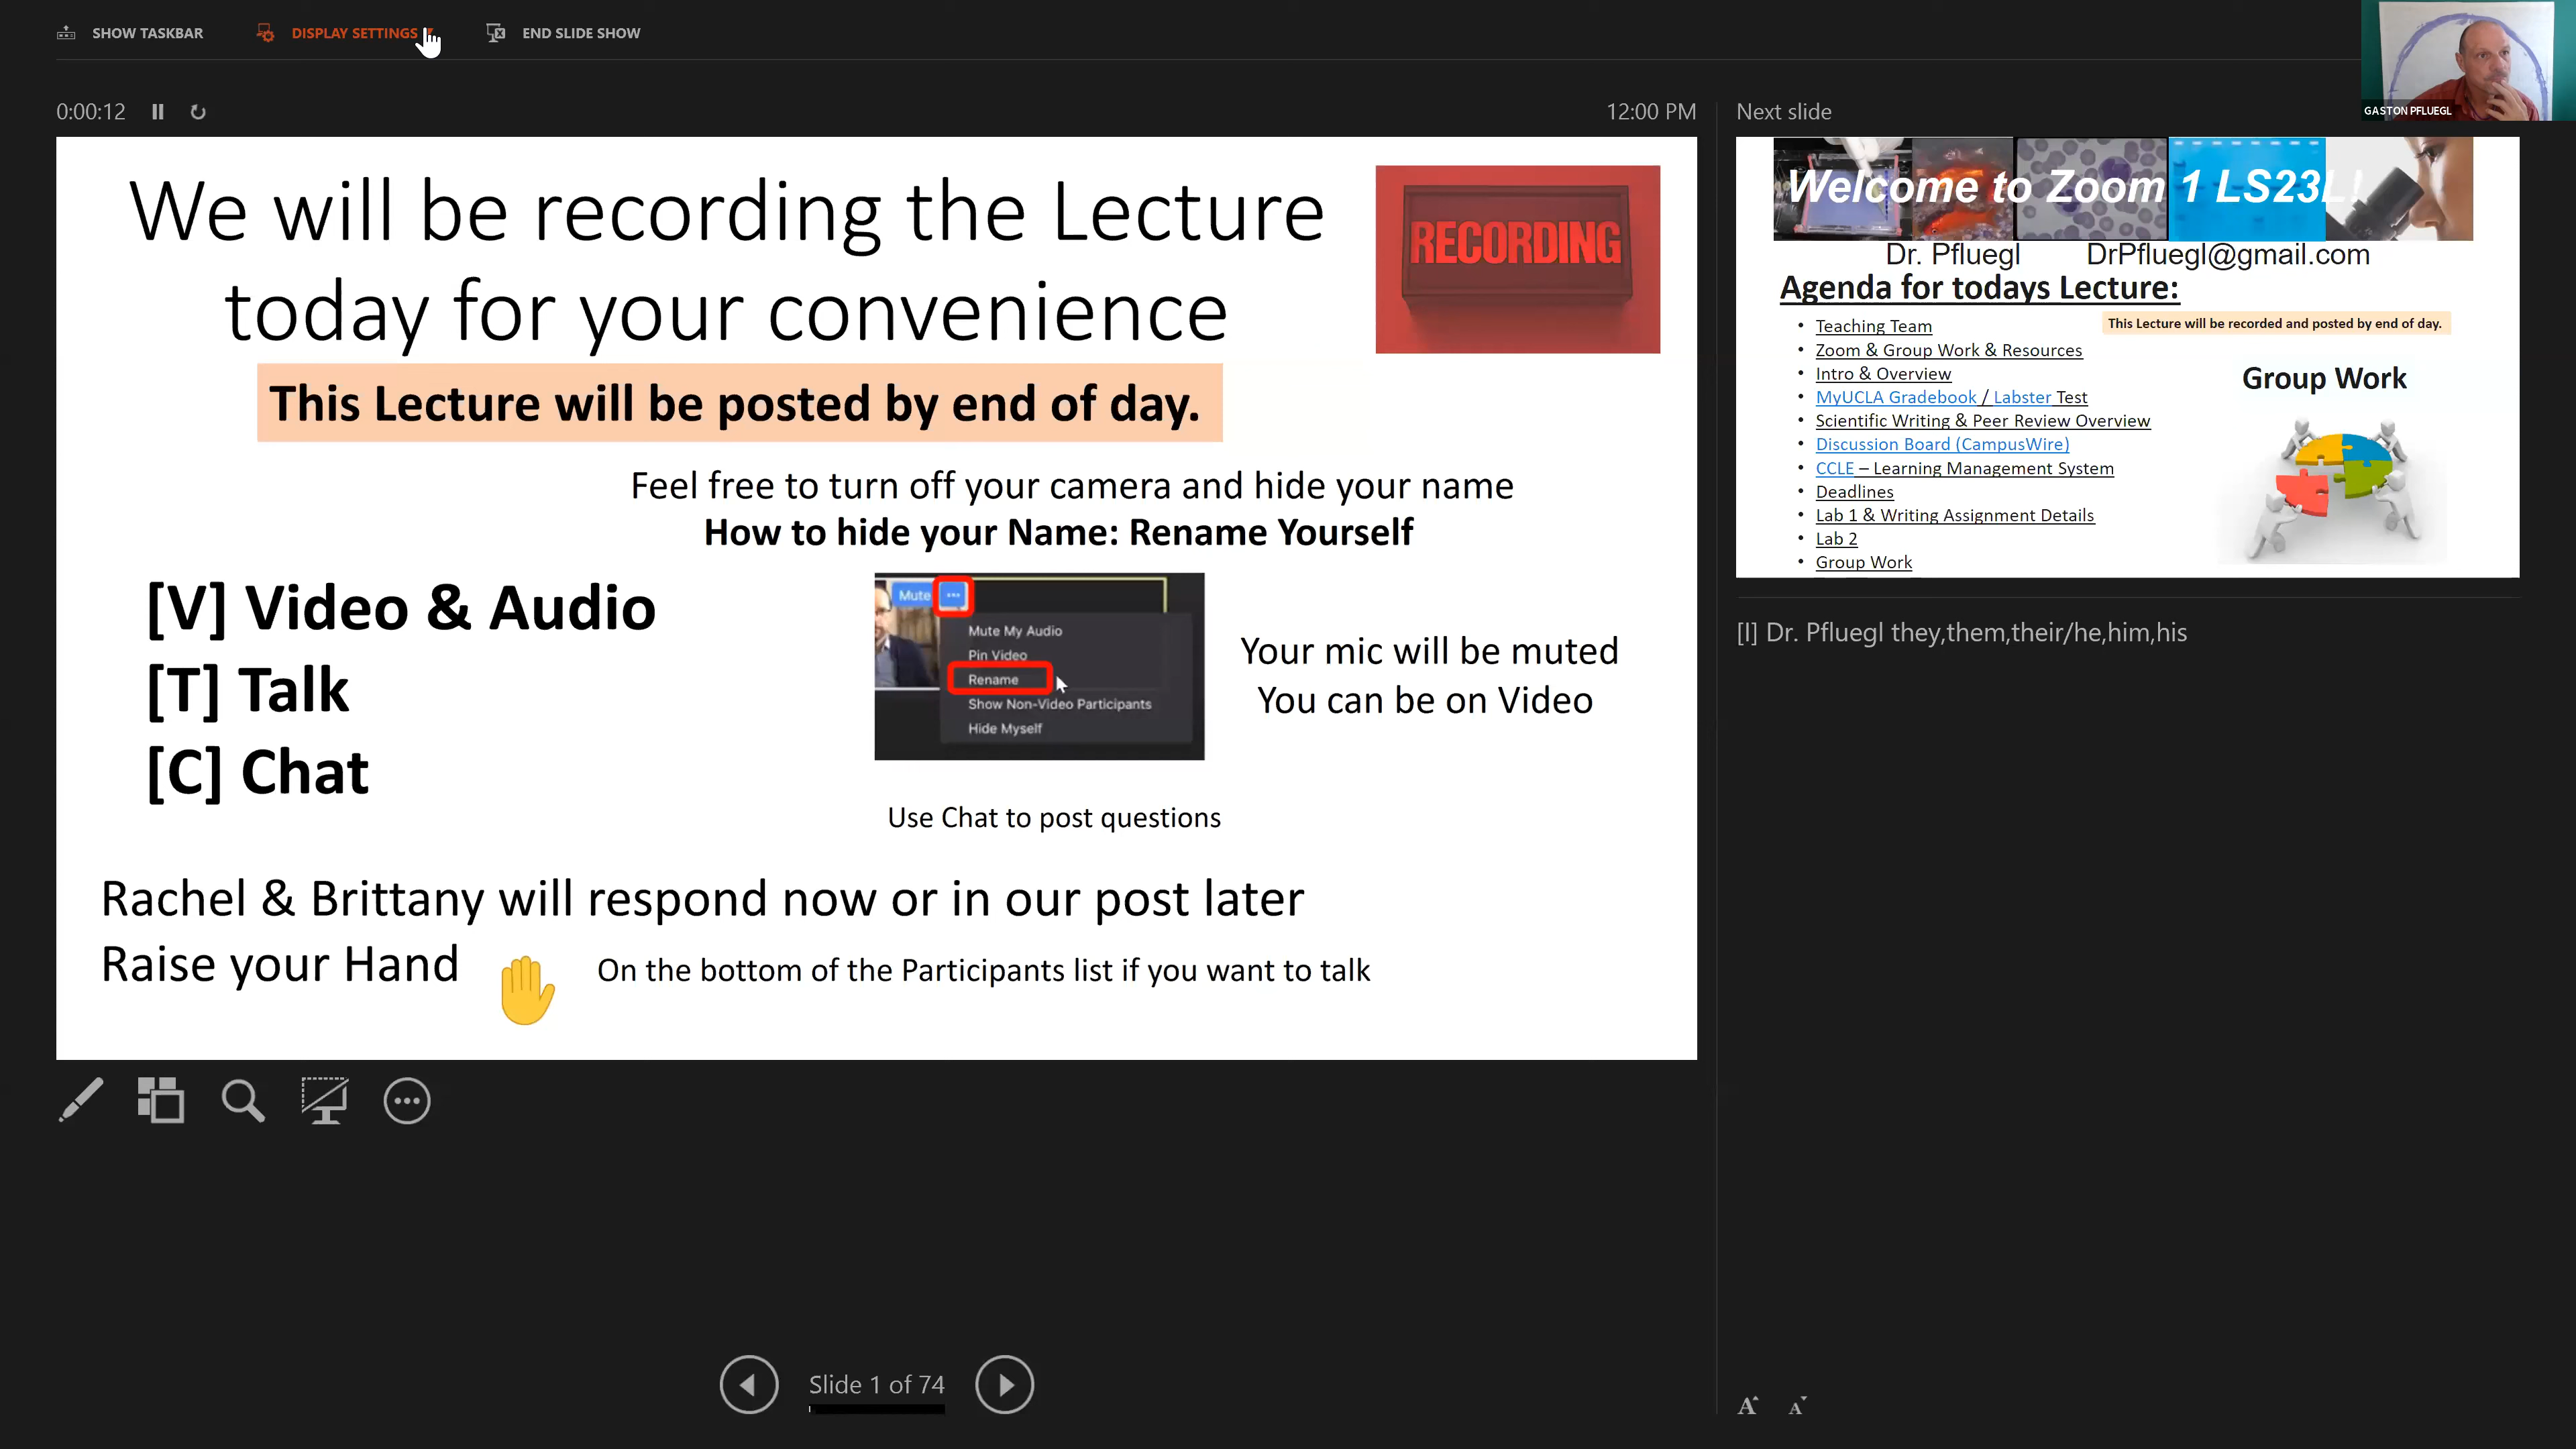 SHOW TASKBAR
DISPLAY SETTINGS
END SLIDE SHOW
GASTON PFLUEGL
0:00:12
12:00 PM
Next slide
We will be recording the Lecture
today for your convenience
RECORDING
This Lecture will be posted by end of day.
Feel free to turn off your camera and hide your name
How to hide your Name: Rename Yourself
[V] Video & Audio
[T] Talk
[C] Chat
Mute
Mute My Audio
Pin Video
Rename
Show Non-Video Participants
Hide Myself
Your mic will be muted
You can be on Video
Use Chat to post questions
Rachel & Brittany will respond now or in our post later
Raise your Hand
On the bottom of the Participants list if you want to talk
Welcome to Zoom 1 LS23L!
Dr. Pfluegl DrPfluegl@gmail.com
Agenda for todays Lecture:
This Lecture will be recorded and posted by end of day.
• Teaching Team
• Zoom & Group Work & Resources
• Intro & Overview
• MyUCLA Gradebook / Labster Test
• Scientific Writing & Peer Review Overview
• Discussion Board (CampusWire)
• CCLE – Learning Management System
• Deadlines
• Lab 1 & Writing Assignment Details
• Lab 2
• Group Work
Group Work
[I] Dr. Pfluegl they,them,their/he,him,his
Slide 1 of 74
A A